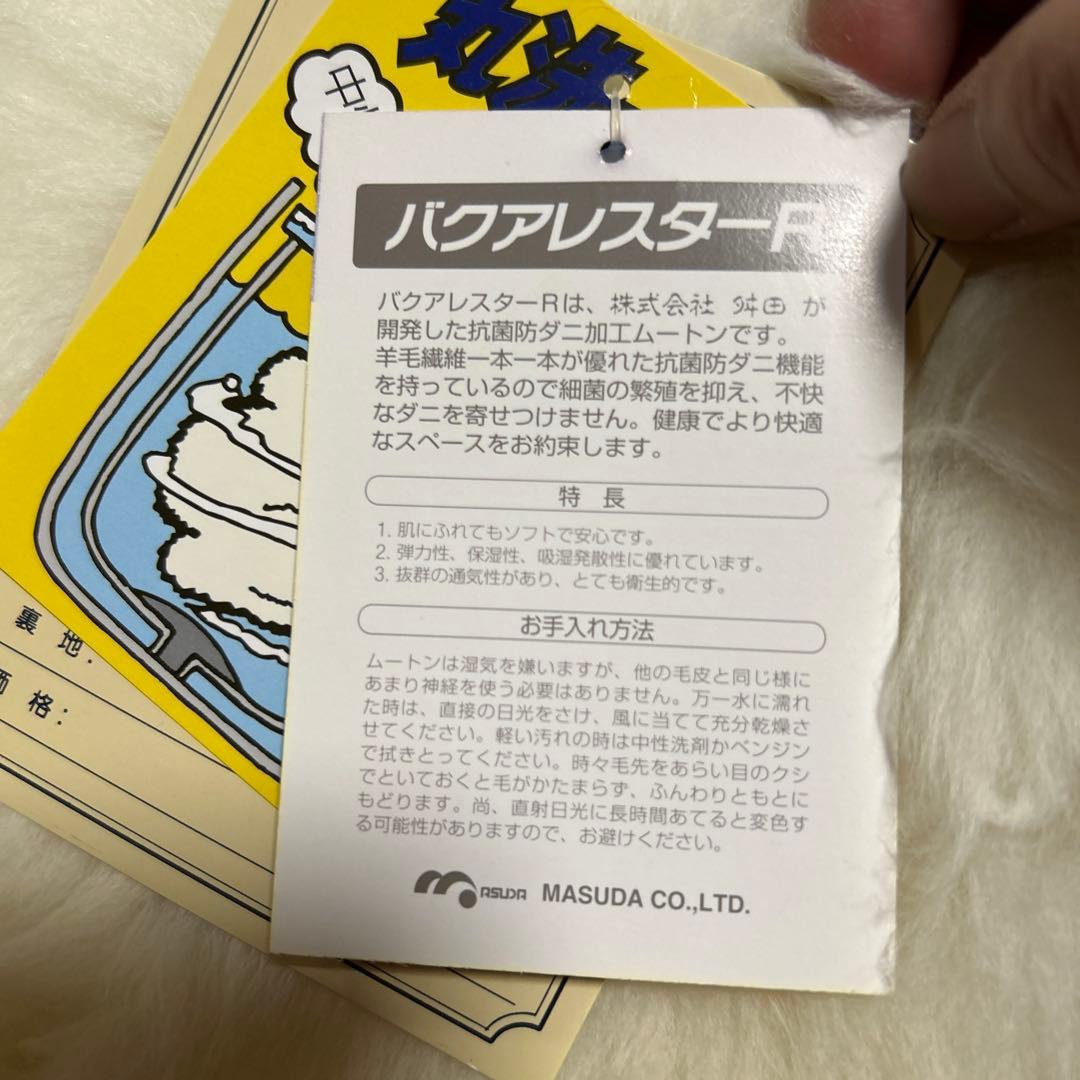 丸洗
バクアレスターR
バクアレスターRは、株式会社 舛田 が
開発した抗菌防ダニ加工ムートンです。
羊毛繊維一本一本が優れた抗菌防ダニ機能
を持っているので細菌の繁殖を抑え、不快
なダニを寄せつけません。健康でより快適
なスペースをお約束します。
特 長
1. 肌にふれてもソフトで安心です。
2. 弾力性、保湿性、吸湿発散性に優れています。
3. 抜群の通気性があり、とても衛生的です。
お手入れ方法
ムートンは湿気を嫌いますが、他の毛皮と同じ様に
あまり神経を使う必要はありません。万一水に濡れ
た時は、直接の日光をさけ、風に当てて充分乾燥さ
せてください。軽い汚れの時は中性洗剤かベンジン
で拭きとってください。時々毛先をあらい目のクシ
でといておくと毛がかたまらず、ふんわりともとに
もどります。尚、直射日光に長時間あてると変色す
る可能性がありますので、お避けください。
MASUDA MASUDA CO.,LTD.
裏 地:
価 格: